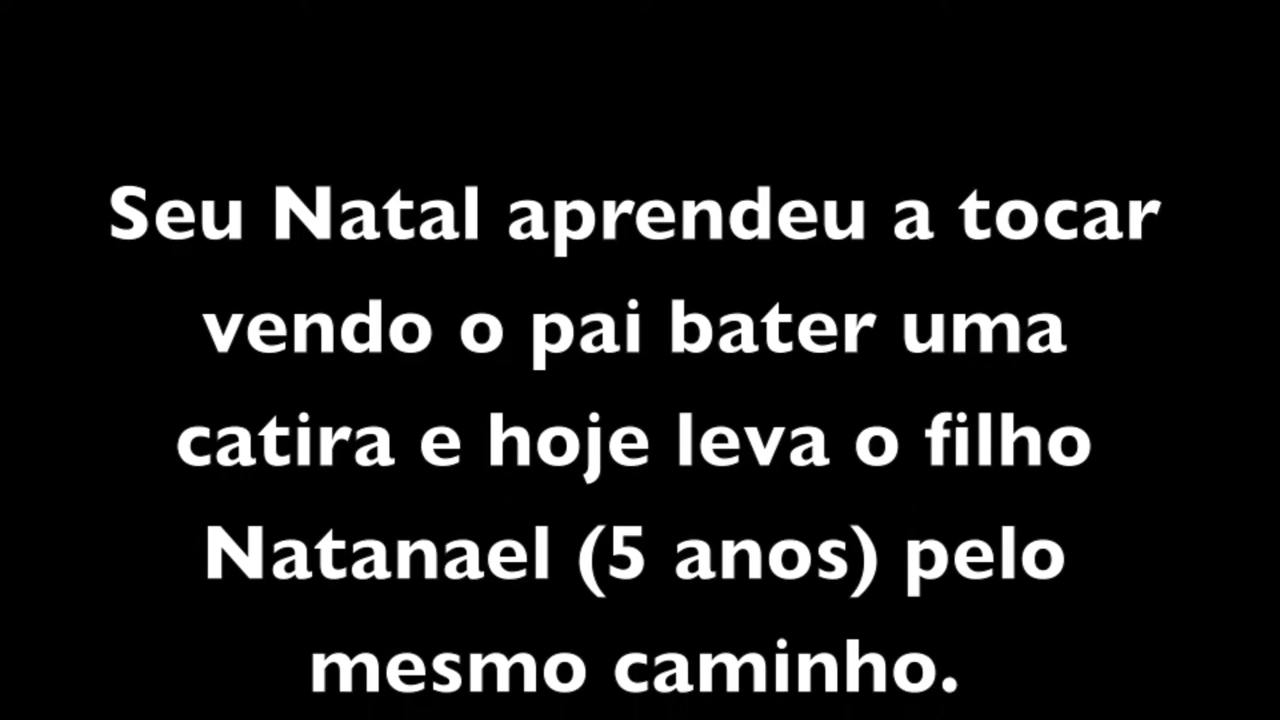 Seu Natal aprendeu a tocar
vendo o pai bater uma
catira e hoje leva o filho
Natanael (5 anos) pelo
mesmo caminho.